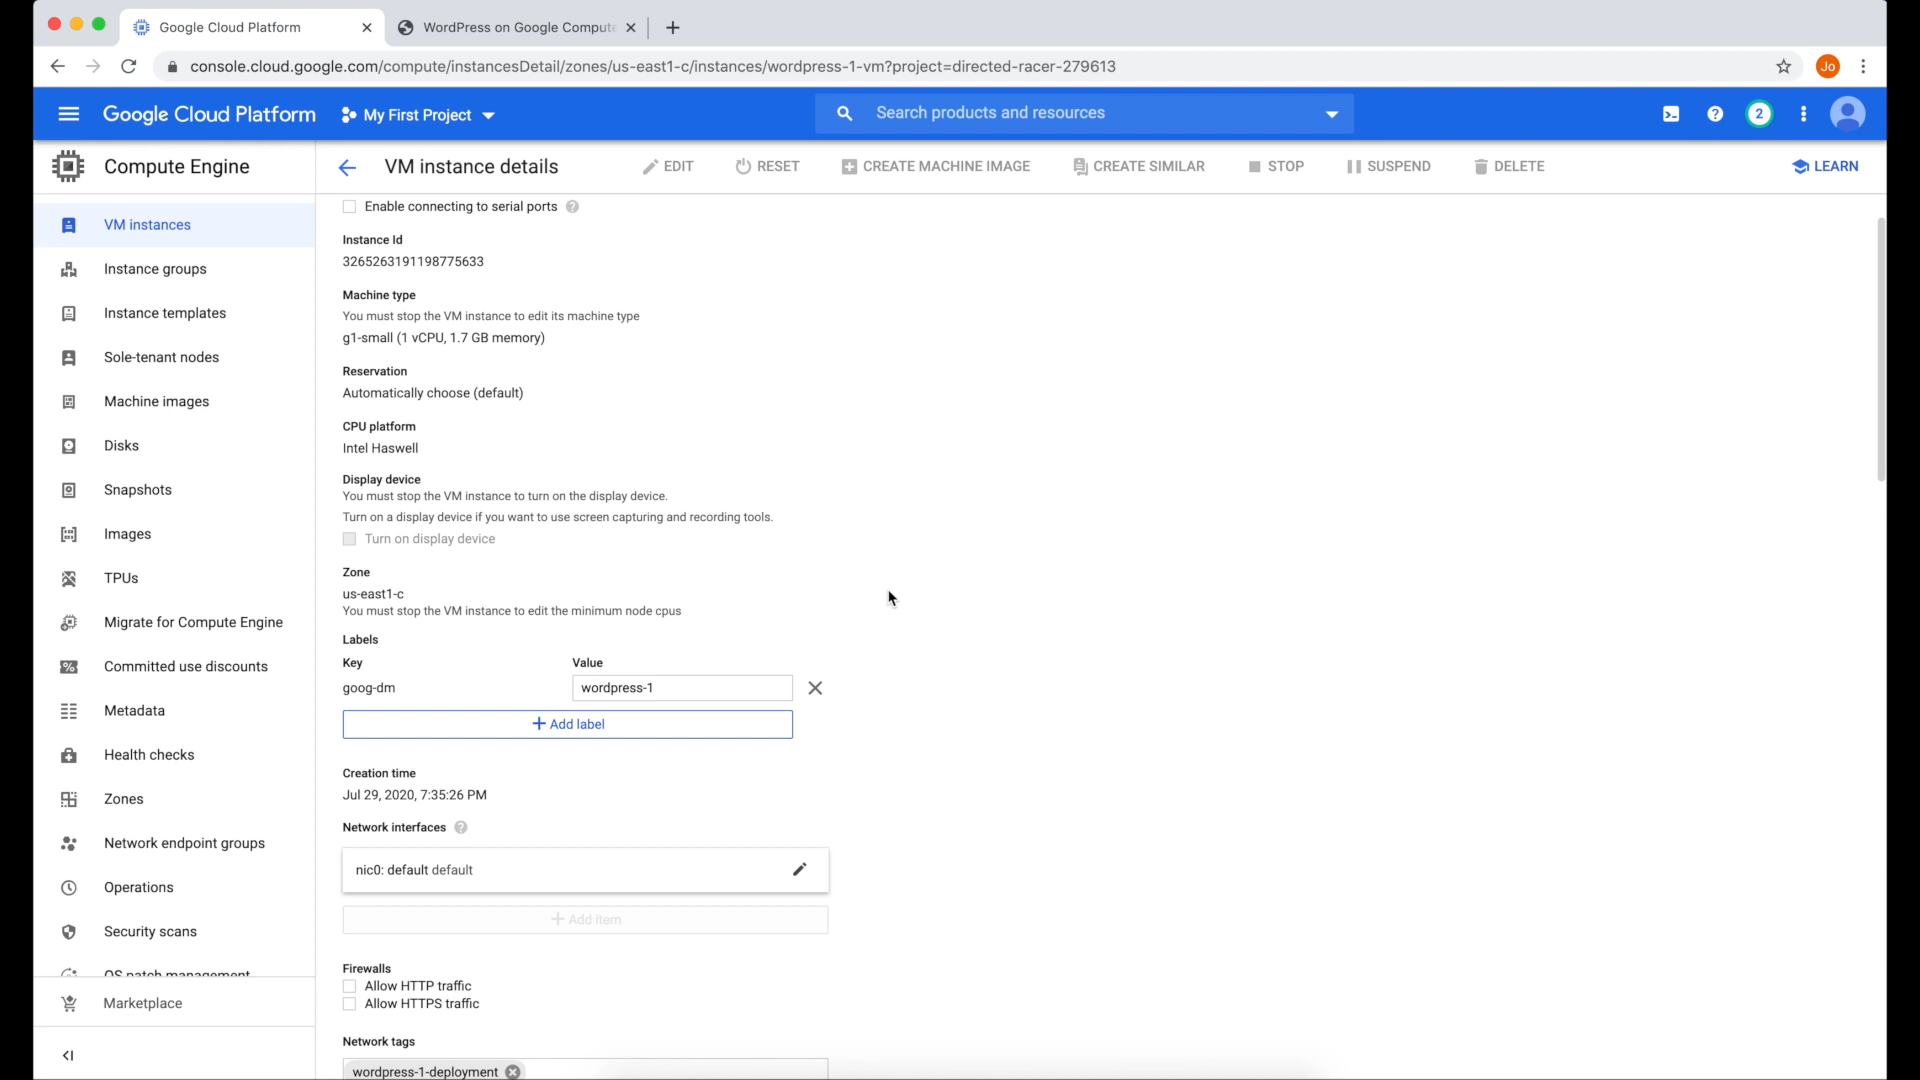 Google Cloud Platform
WordPress on Google Compute
console.cloud.google.com/compute/instancesDetail/zones/us-east1-c/instances/wordpress-1-vm?project=directed-racer-279613
Jo
Google Cloud Platform
My First Project
Search products and resources
2
Compute Engine
VM instance details
EDIT
RESET
CREATE MACHINE IMAGE
CREATE SIMILAR
STOP
SUSPEND
DELETE
LEARN
VM instances
Instance groups
Instance templates
Sole-tenant nodes
Machine images
Disks
Snapshots
Images
TPUs
Migrate for Compute Engine
Committed use discounts
Metadata
Health checks
Zones
Network endpoint groups
Operations
Security scans
OS patch management
Marketplace
Enable connecting to serial ports
Instance Id
3265263191198775633
Machine type
You must stop the VM instance to edit its machine type
g1-small (1 vCPU, 1.7 GB memory)
Reservation
Automatically choose (default)
CPU platform
Intel Haswell
Display device
You must stop the VM instance to turn on the display device.
Turn on a display device if you want to use screen capturing and recording tools.
Turn on display device
Zone
us-east1-c
You must stop the VM instance to edit the minimum node cpus
Labels
Key Value
goog-dm wordpress-1
+ Add label
Creation time
Jul 29, 2020, 7:35:26 PM
Network interfaces
nic0: default default
+ Add item
Firewalls
Allow HTTP traffic
Allow HTTPS traffic
Network tags
wordpress-1-deployment